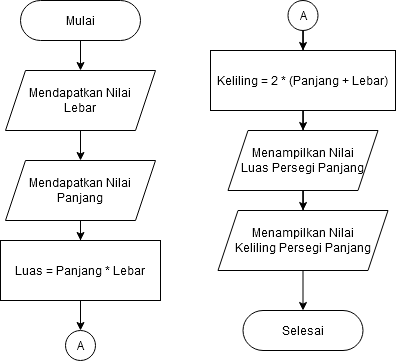 Mulai
Mendapatkan Nilai
Lebar
Mendapatkan Nilai
Panjang
Luas = Panjang * Lebar
A
A
Keliling = 2 * (Panjang + Lebar)
Menampilkan Nilai
Luas Persegi Panjang
Menampilkan Nilai
Keliling Persegi Panjang
Selesai